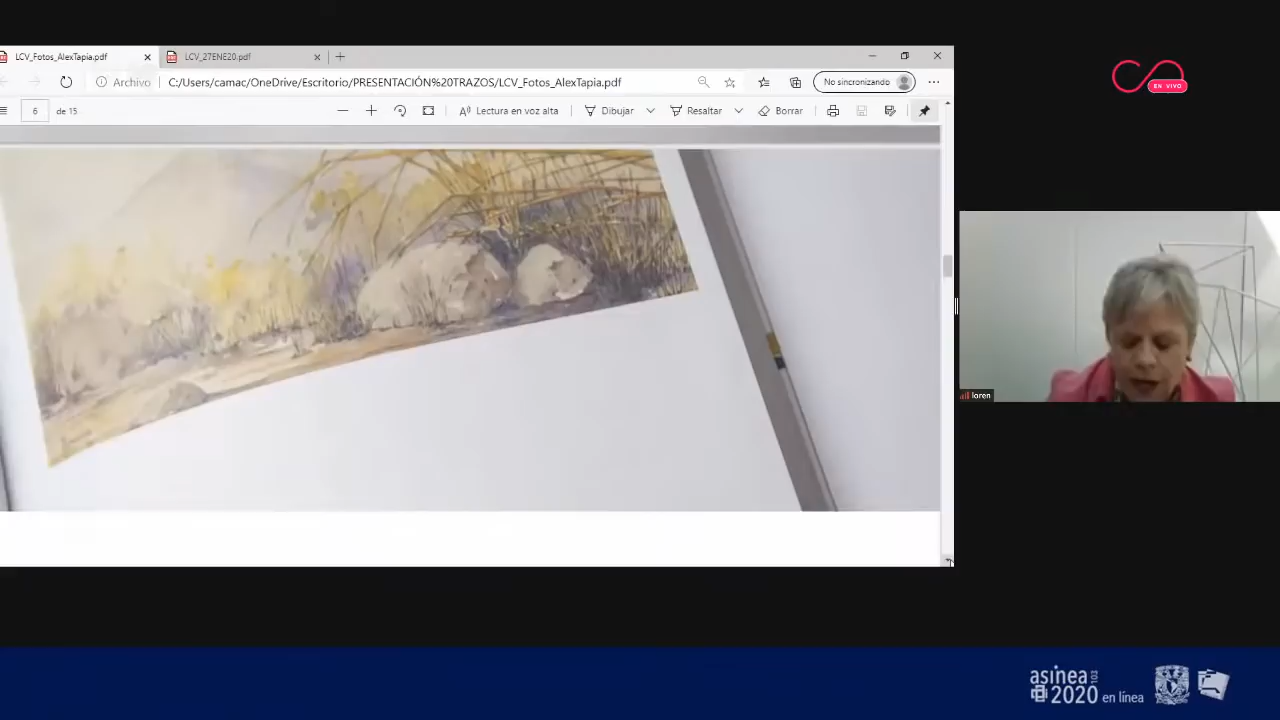 LCV_Fotos_AlexTapia.pdf
LCV_27ENE20.pdf
Archivo
C:/Users/camac/OneDrive/Escritorio/PRESENTACIÓN%20TRAZOS/LCV_Fotos_AlexTapia.pdf
No sincronizando
6 de 15
Lectura en voz alta
Dibujar
Resaltar
Borrar
EN VIVO
loren
asinea 103
2020 en línea